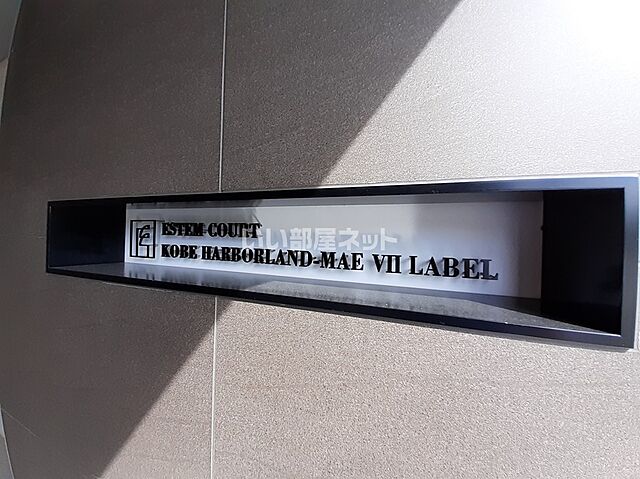 ESTEM COURT
いい部屋ネット
KOBE HARBORLAND-MAE VII LABEL